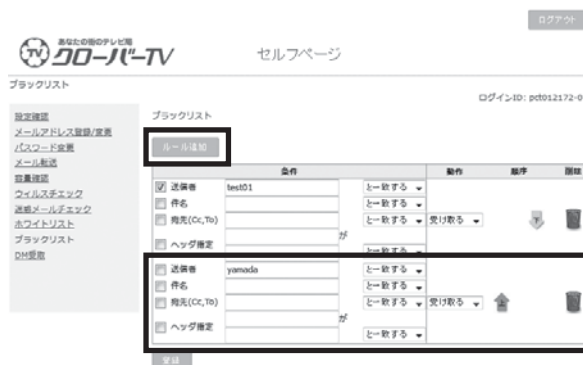 ログアウト
あなたの街のテレビ局
TV クローバーTV
セルフページ
ブラックリスト
ログインID: pct012172-0
設定確認
メールアドレス登録/変更
パスワード変更
メール転送
容量確認
ウィルスチェック
迷惑メールチェック
ホワイトリスト
ブラックリスト
DM受取
ブラックリスト
ルール追加
条件 動作 順序 削除
送信者 test01 と一致する
件名 と一致する
宛先(Cc,To) と一致する 受け取る 下
ヘッダ指定 が と一致する
送信者 yamada と一致する
件名 と一致する
宛先(Cc,To) と一致する 受け取る 上
ヘッダ指定 が と一致する
登録